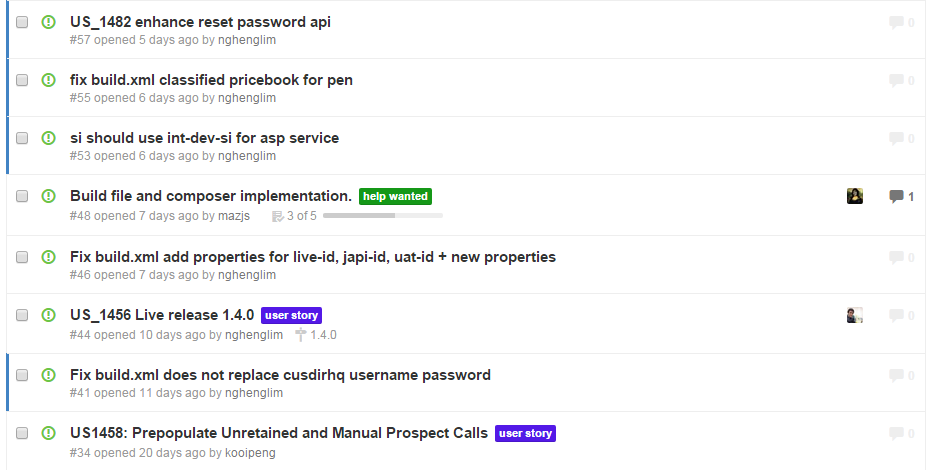 US_1482 enhance reset password api
0
#57 opened 5 days ago by nghenglim
fix build.xml classified pricebook for pen
0
#55 opened 6 days ago by nghenglim
si should use int-dev-si for asp service
0
#53 opened 6 days ago by nghenglim
Build file and composer implementation. help wanted
1
#48 opened 7 days ago by mazjs 3 of 5
Fix build.xml add properties for live-id, japi-id, uat-id + new properties
0
#46 opened 7 days ago by nghenglim
US_1456 Live release 1.4.0 user story
0
#44 opened 10 days ago by nghenglim 1.4.0
Fix build.xml does not replace cusdirhq username password
0
#41 opened 11 days ago by nghenglim
US1458: Prepopulate Unretained and Manual Prospect Calls user story
0
#34 opened 20 days ago by kooipeng